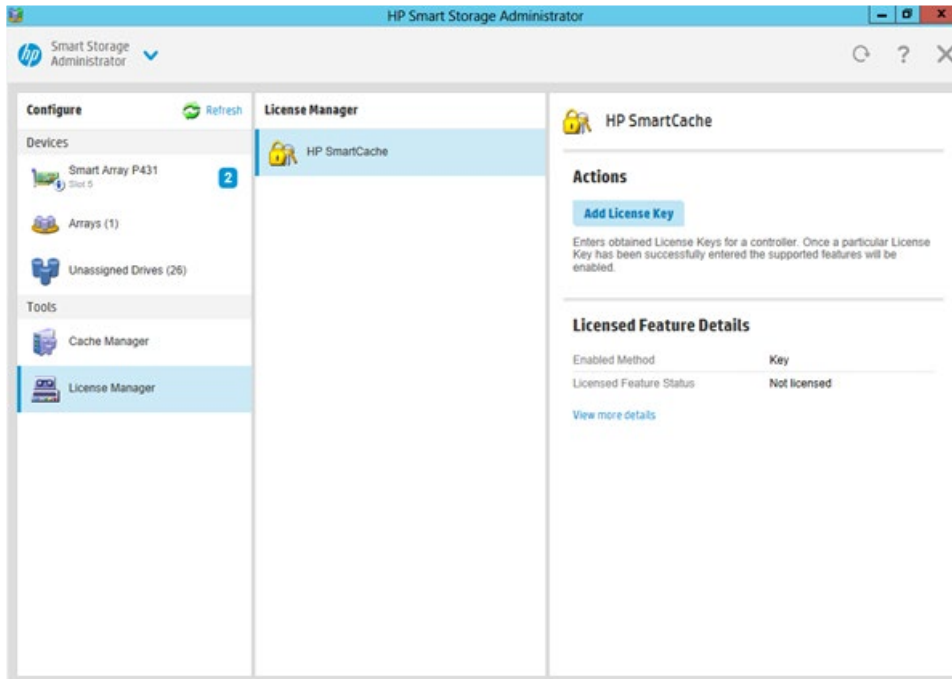 HP Smart Storage Administrator
hp
Smart Storage
Administrator
?
Configure
Refresh
Devices
Smart Array P431
Slot 5
2
Arrays (1)
Unassigned Drives (26)
Tools
Cache Manager
License Manager
License Manager
HP SmartCache
HP SmartCache
Actions
Add License Key
Enters obtained License Keys for a controller. Once a particular License
Key has been successfully entered the supported features will be
enabled.
Licensed Feature Details
Enabled Method Key
Licensed Feature Status Not licensed
View more details